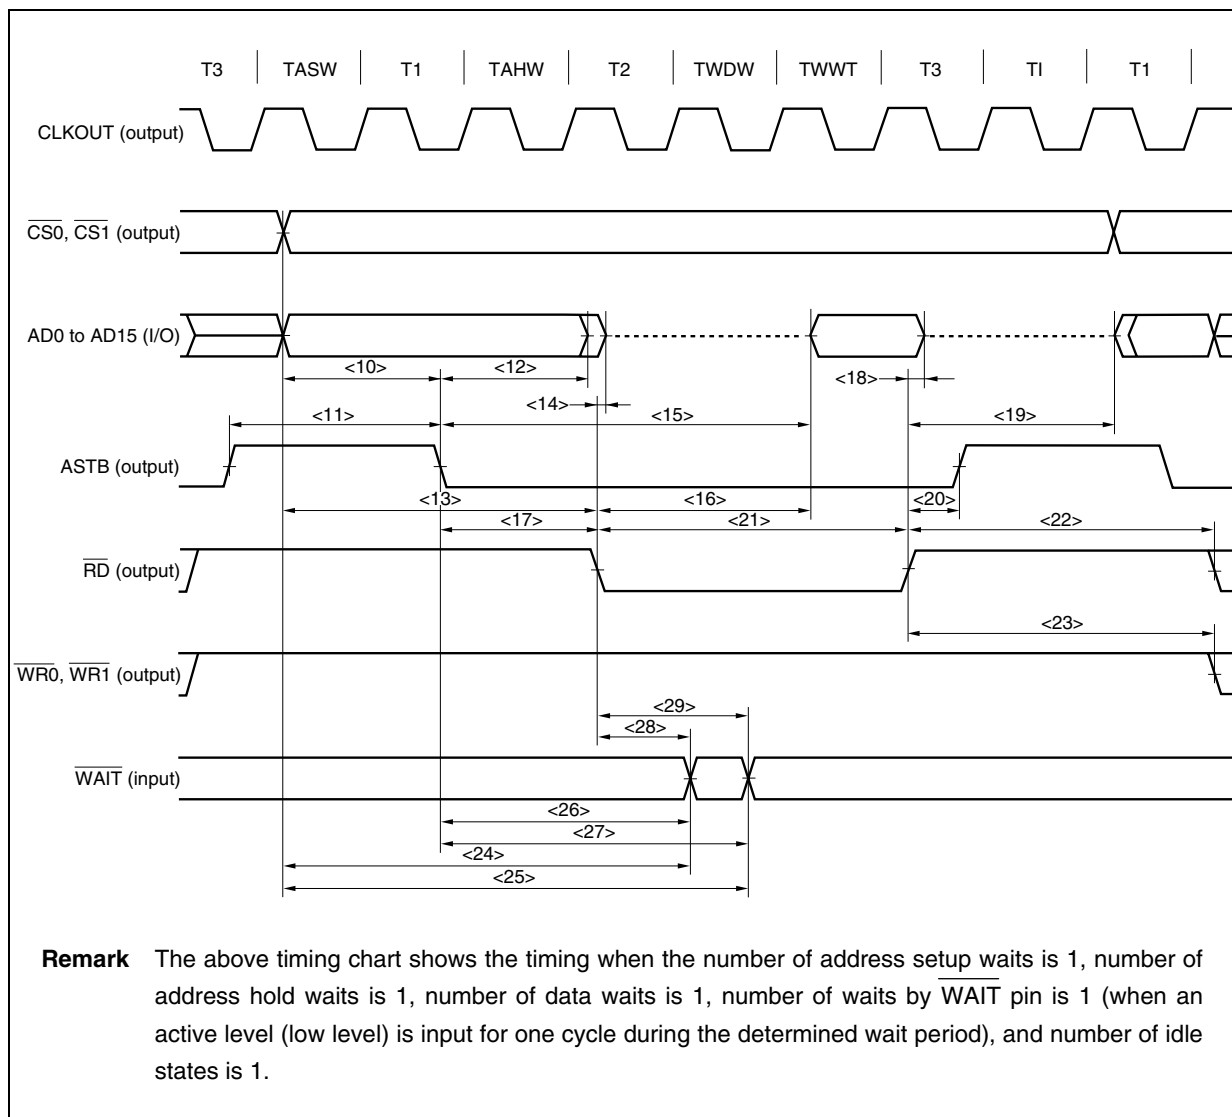 T3 TASW T1 TAHW T2 TWDW TWWT T3 TI T1
CLKOUT (output)
CS0, CS1 (output)
AD0 to AD15 (I/O)
<10> <12> <18>
<14>
<11> <15> <19>
ASTB (output)
<13> <16> <20>
<17> <21> <22>
RD (output)
<23>
WR0, WR1 (output)
<29>
<28>
WAIT (input)
<26>
<27>
<24>
<25>
Remark The above timing chart shows the timing when the number of address setup waits is 1, number of
address hold waits is 1, number of data waits is 1, number of waits by WAIT pin is 1 (when an
active level (low level) is input for one cycle during the determined wait period), and number of idle
states is 1.